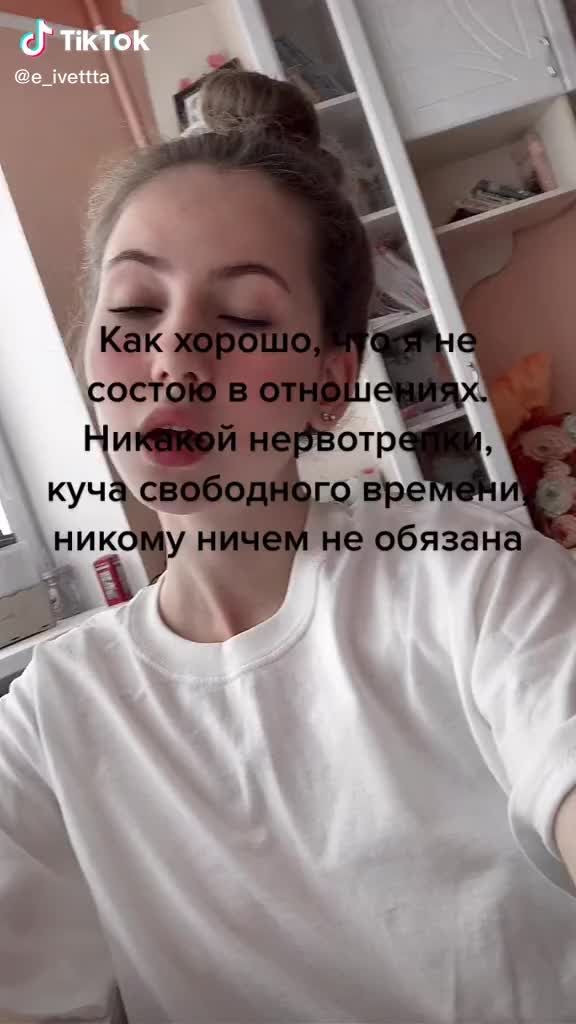 TikTok
@e_ivettta
Как хорошо, что я не
состою в отношениях.
Никакой нервотрепки,
куча свободного времени,
никому ничем не обязана